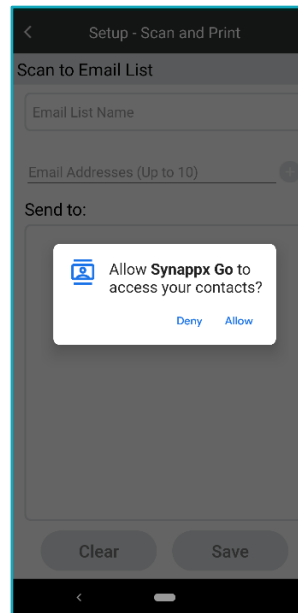 Setup - Scan and Print
Scan to Email List
Email List Name
Email Addresses (Up to 10)
Send to:
Allow Synappx Go to
access your contacts?
Deny Allow
Clear Save